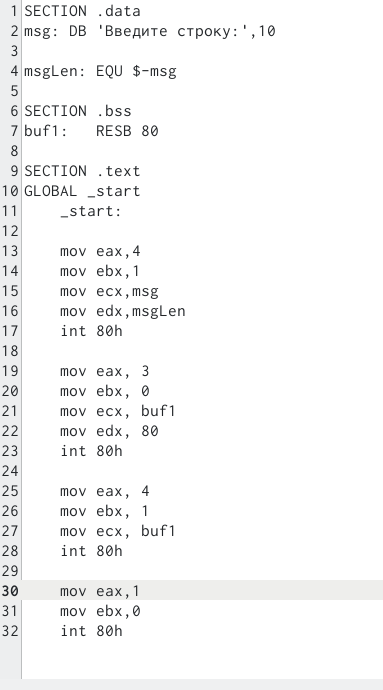 1 SECTION .data
2 msg: DB 'Введите строку:',10
3
4 msgLen: EQU $-msg
5
6 SECTION .bss
7 buf1:   RESB 80
8
9 SECTION .text
10 GLOBAL _start
11     _start:
12
13     mov eax,4
14     mov ebx,1
15     mov ecx,msg
16     mov edx,msgLen
17     int 80h
18
19     mov eax, 3
20     mov ebx, 0
21     mov ecx, buf1
22     mov edx, 80
23     int 80h
24
25     mov eax, 4
26     mov ebx, 1
27     mov ecx, buf1
28     int 80h
29
30     mov eax,1
31     mov ebx,0
32     int 80h